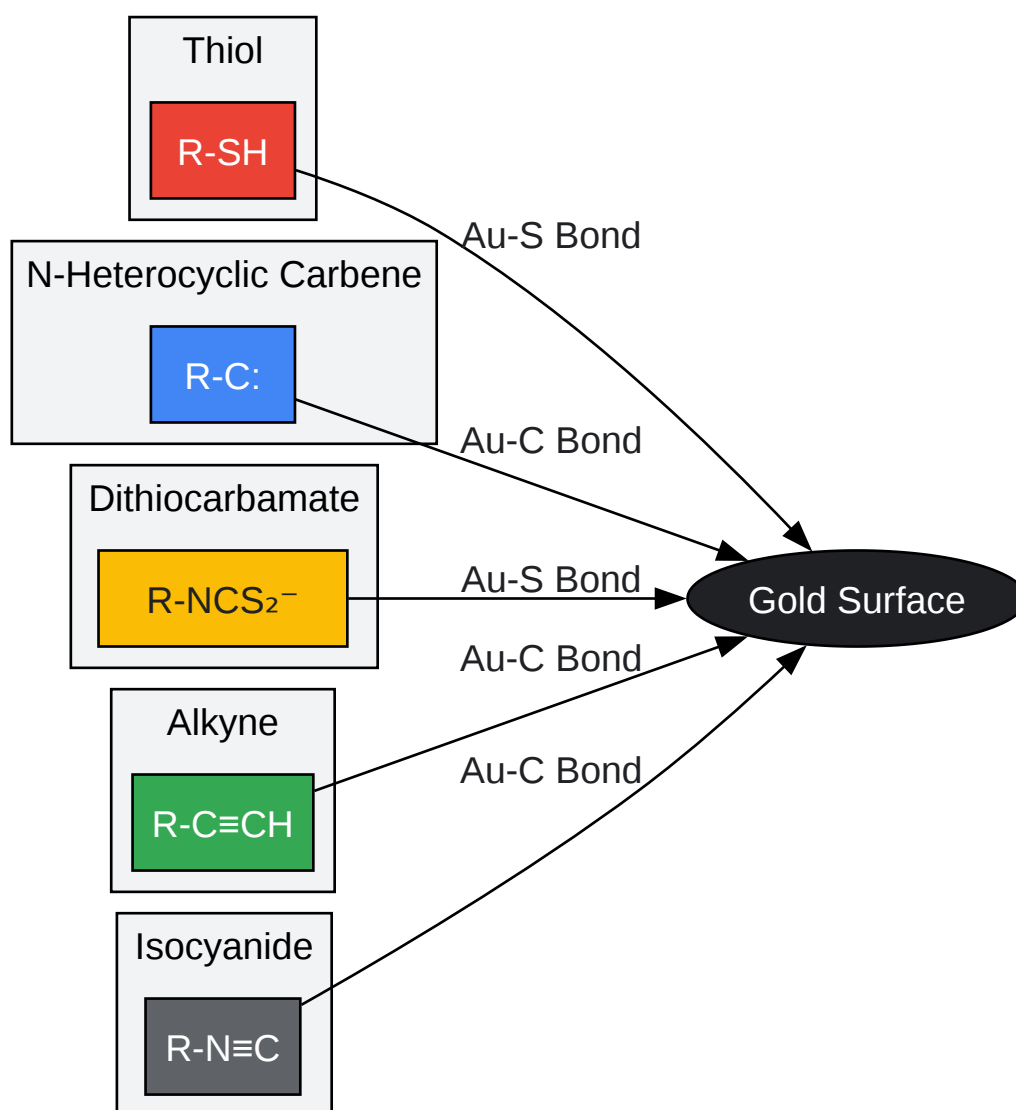 Thiol
R-SH
Au-S Bond
N-Heterocyclic Carbene
R-C:
Au-C Bond
Dithiocarbamate
R-NCS₂⁻
Au-S Bond
Gold Surface
Au-C Bond
Alkyne
R-C≡CH
Au-C Bond
Isocyanide
R-N≡C